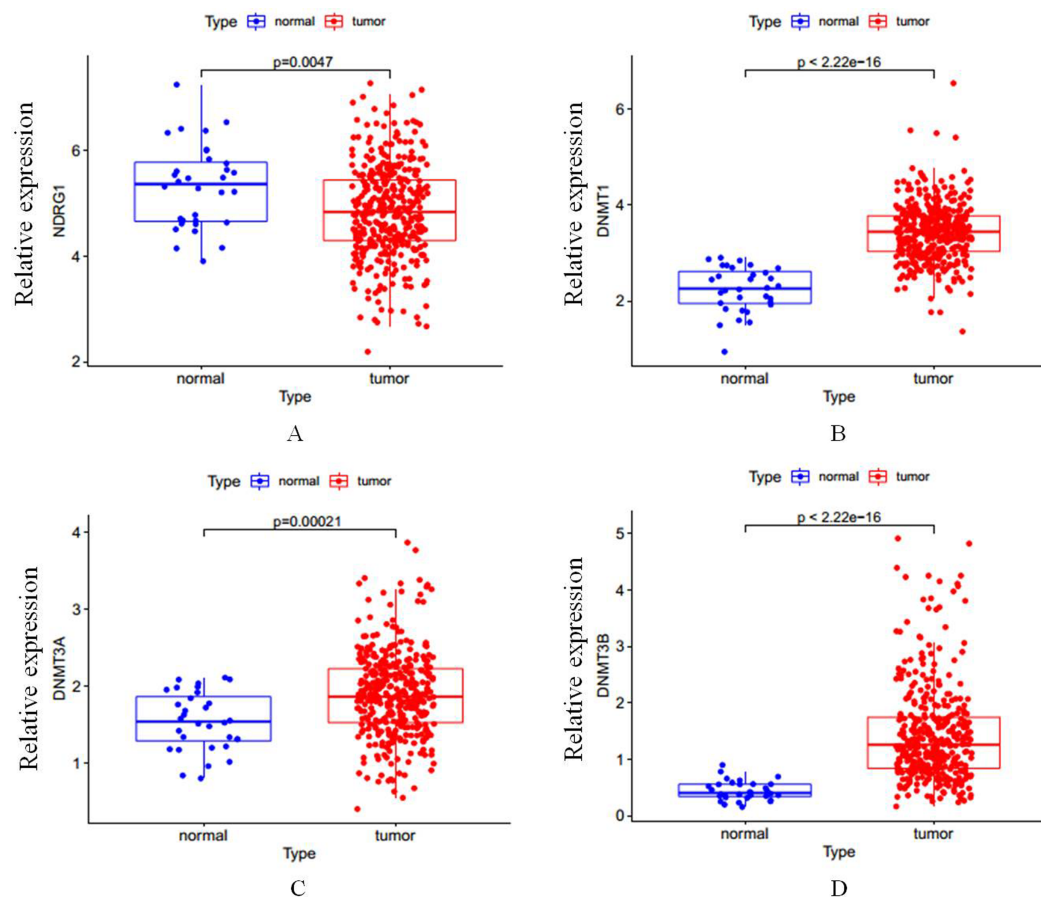 Type normal tumor
p=0.0047
Relative expression
NDRG1
6
4
2
normal tumor
Type
A
Type normal tumor
p < 2.22e−16
Relative expression
DNMT1
6
4
2
normal tumor
Type
B
Type normal tumor
p=0.00021
Relative expression
DNMT3A
4
3
2
1
normal tumor
Type
C
Type normal tumor
p < 2.22e−16
Relative expression
DNMT3B
5
4
3
2
1
0
normal tumor
Type
D